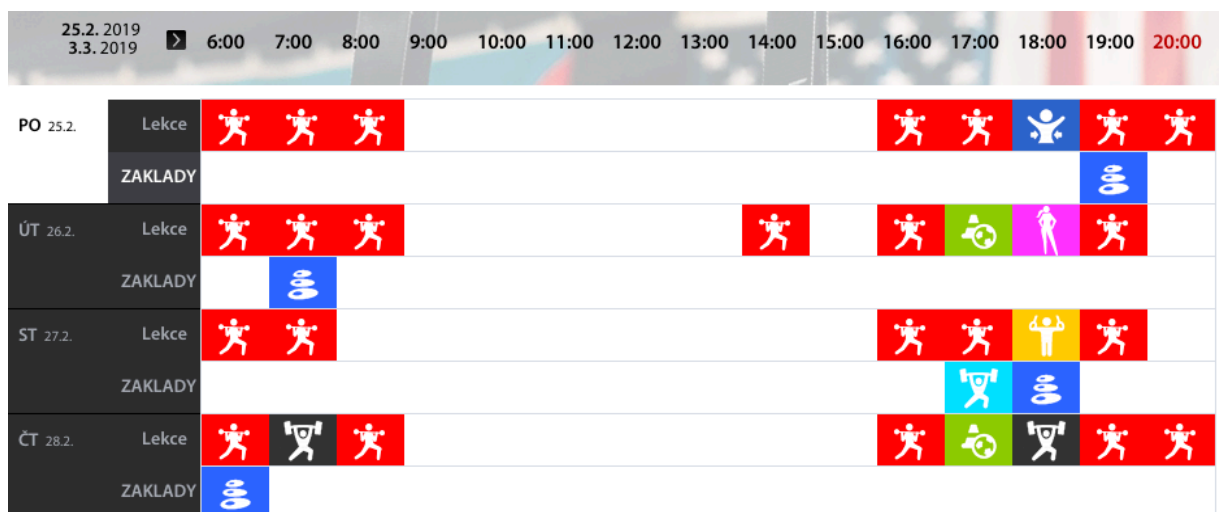 25.2. 2019
3.3. 2019
6:00 7:00 8:00 9:00 10:00 11:00 12:00 13:00 14:00 15:00 16:00 17:00 18:00 19:00 20:00
PO 25.2. Lekce
ZAKLADY
ÚT 26.2. Lekce
ZAKLADY
ST 27.2. Lekce
ZAKLADY
ČT 28.2. Lekce
ZAKLADY